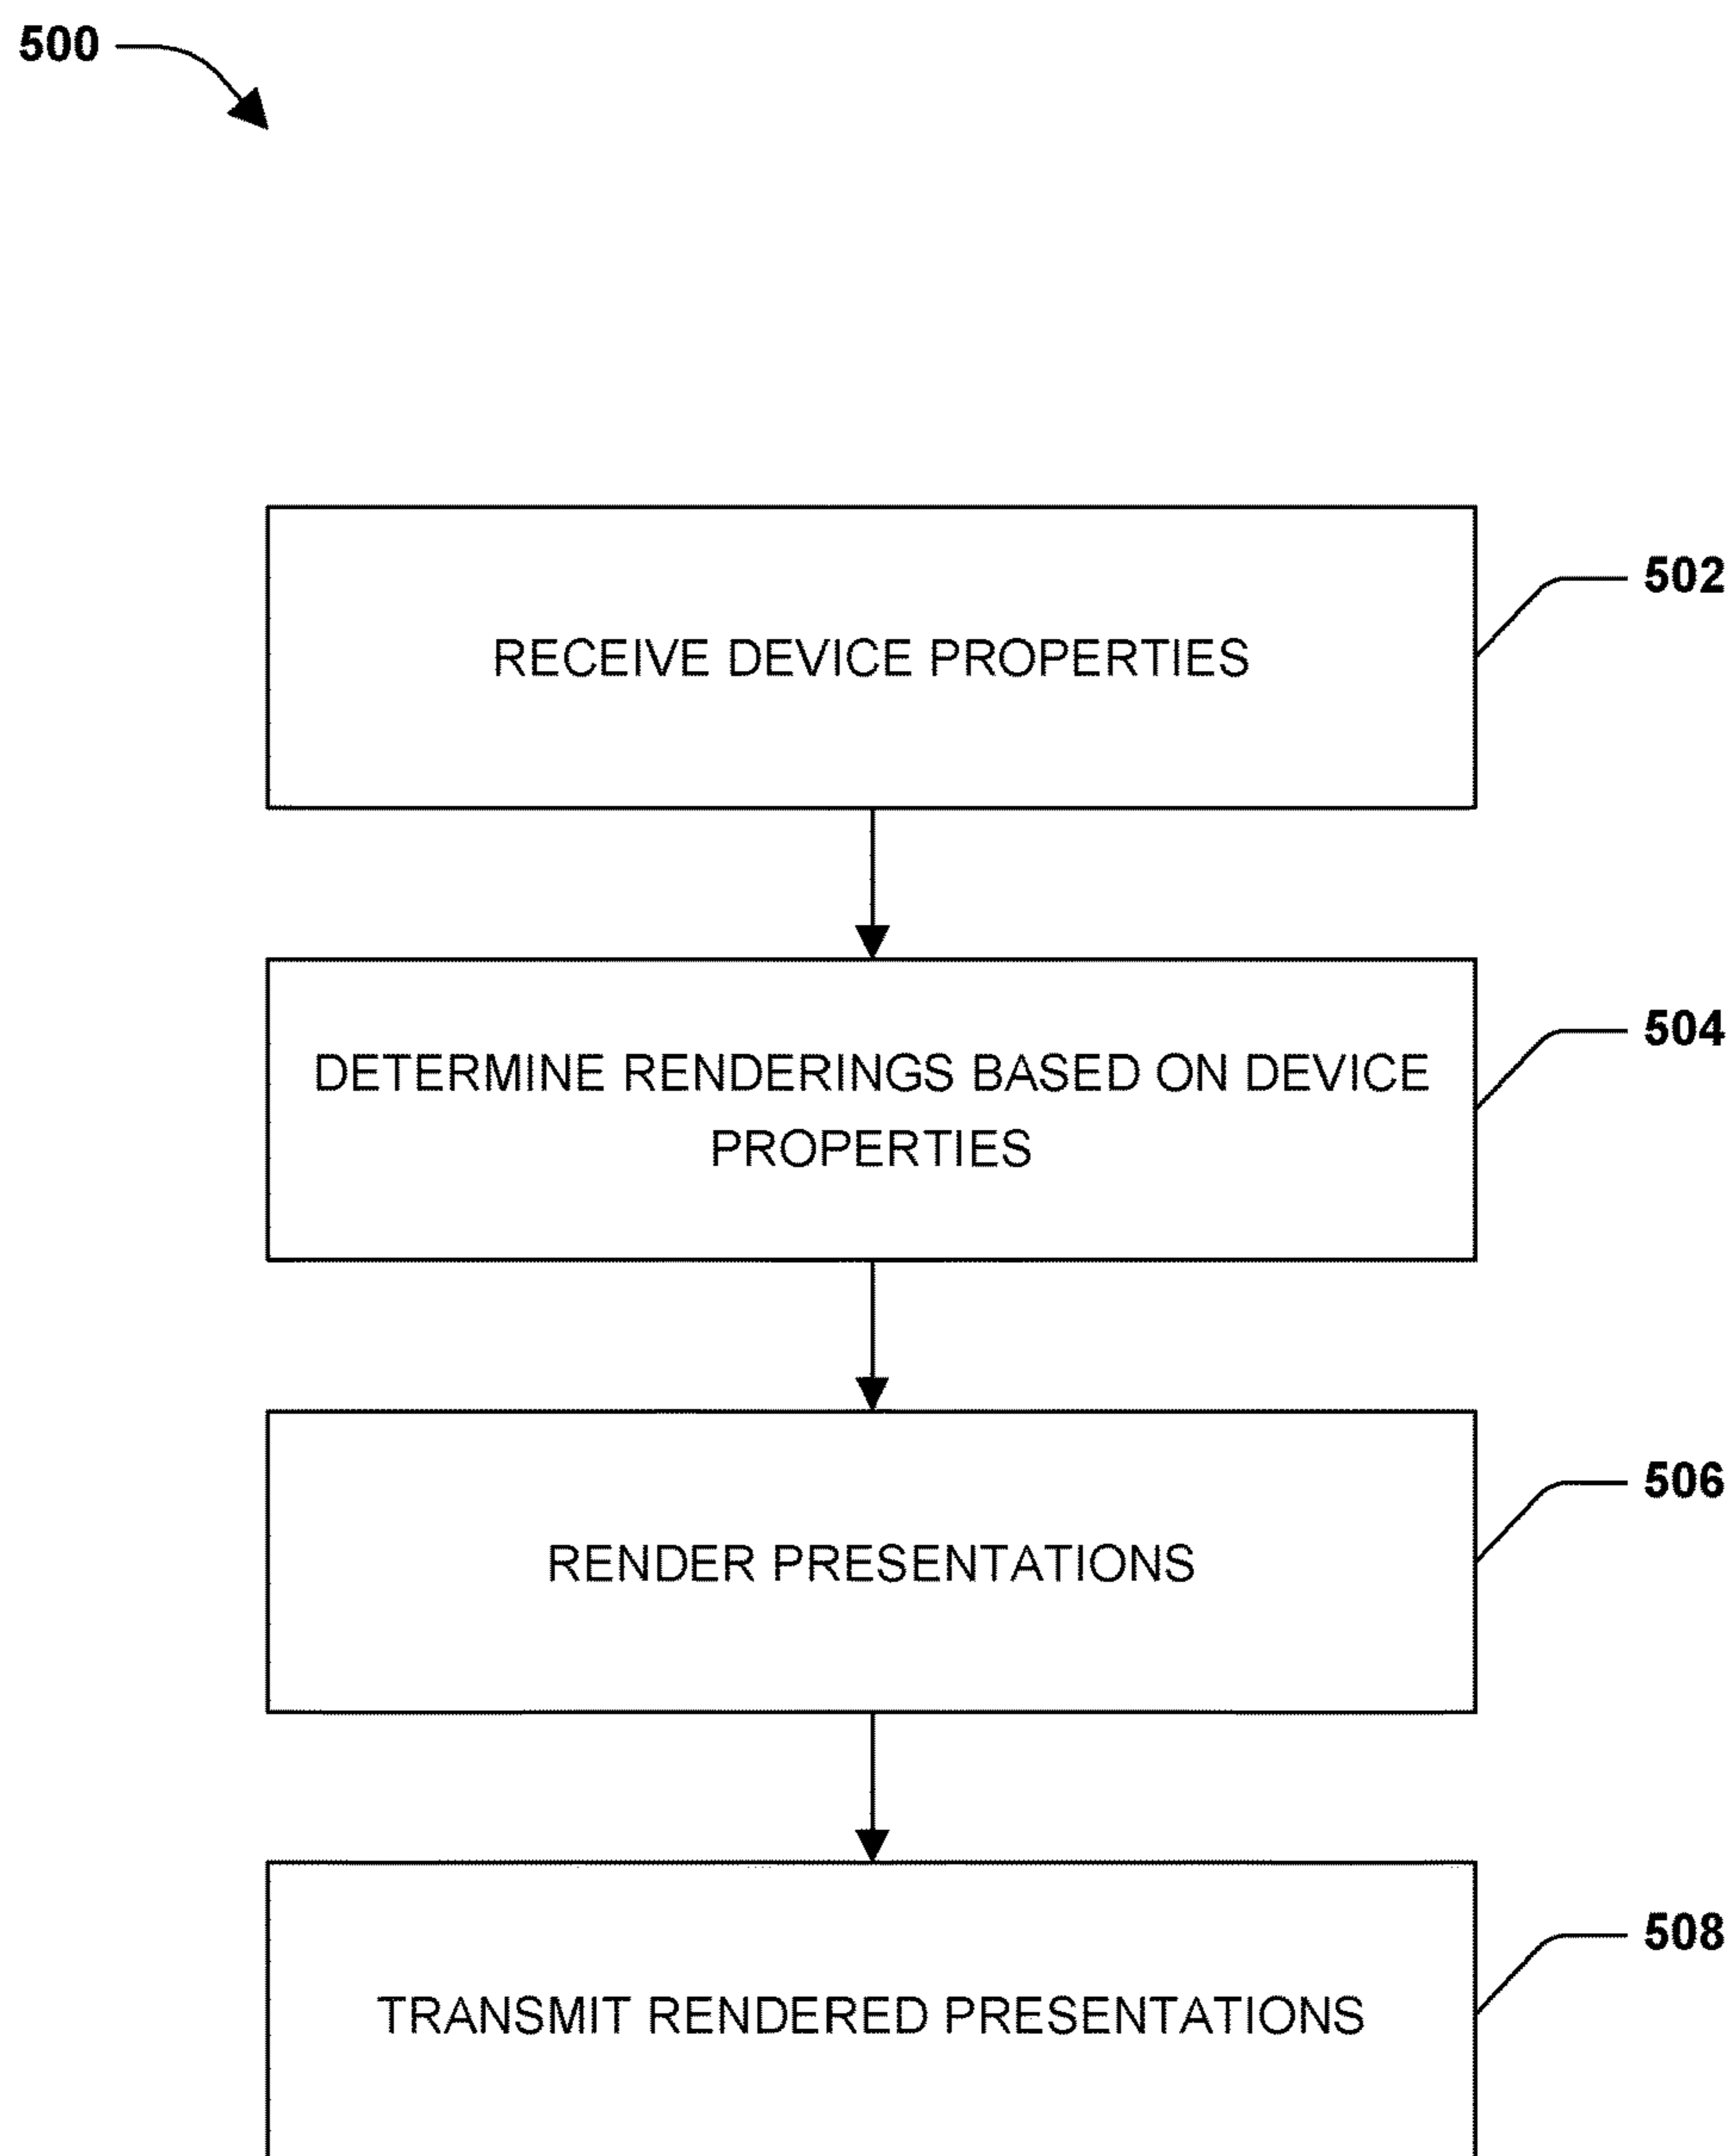 500
RECEIVE DEVICE PROPERTIES
502
DETERMINE RENDERINGS BASED ON DEVICE
PROPERTIES
504
RENDER PRESENTATIONS
506
TRANSMIT RENDERED PRESENTATIONS
508